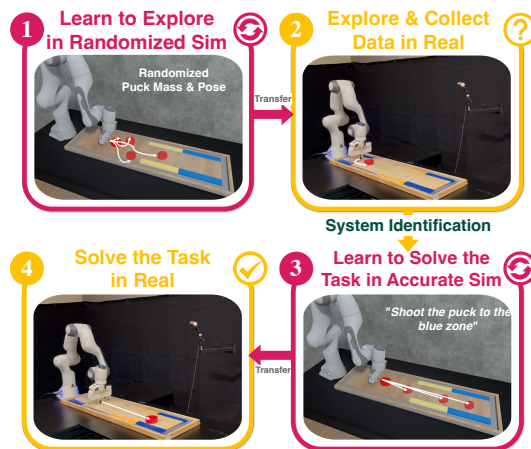 1
Learn to Explore
in Randomized Sim
Randomized
Puck Mass & Pose
Transfer
2
Explore & Collect
Data in Real
?
System Identification
3
Learn to Solve the
Task in Accurate Sim
"Shoot the puck to the
blue zone"
Transfer
4
Solve the Task
in Real